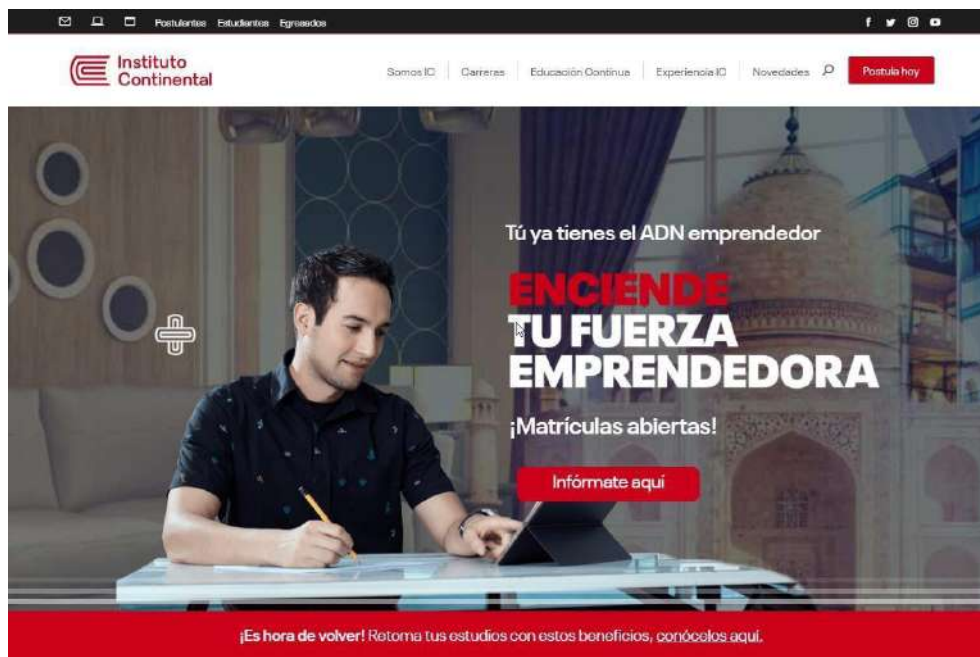 Postulantes Estudiantes Egresados
Instituto
Continental
Somos IC Carreras Educación Continua Experiencia IC Novedades Postula hoy
Tú ya tienes el ADN emprendedor
ENCIENDE
TU FUERZA
EMPRENDEDORA
¡Matrículas abiertas!
Infórmate aquí
¡Es hora de volver! Retoma tus estudios con estos beneficios, conócelos aquí.